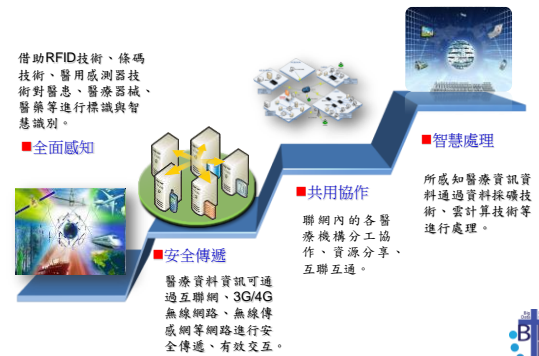 借助RFID技術、條碼
技術、醫用感測器技
術對醫患、醫療器械、
醫藥等進行標識與智
慧識別。
■全面感知
■安全傳遞
醫療資料資訊可通
過互聯網、3G/4G
無線網路、無線傳
感網等網路進行安
全傳遞、有效交互。
■共用協作
聯網內的各醫
療機構分工協
作、資源分享、
互聯互通。
■智慧處理
所感知醫療資訊資
料通過資料採礦技
術、雲計算技術等
進行處理。